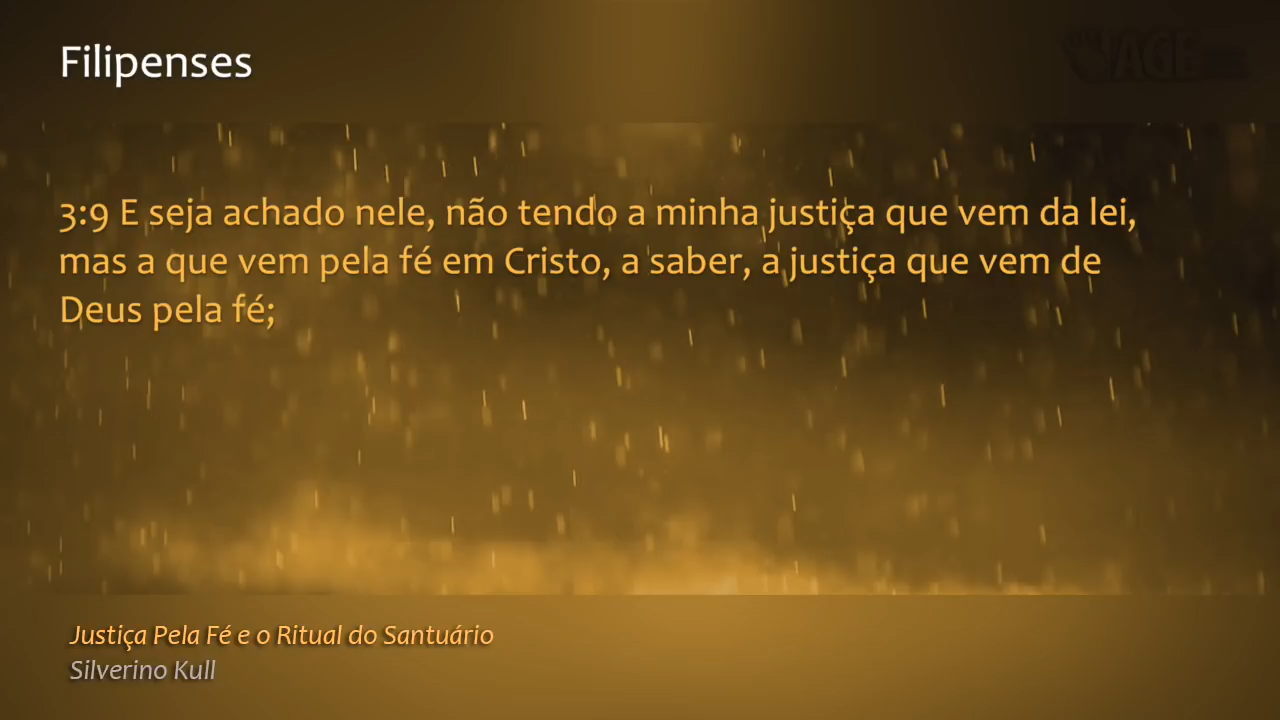 Filipenses
3:9 E seja achado nele, não tendo a minha justiça que vem da lei,
mas a que vem pela fé em Cristo, a saber, a justiça que vem de
Deus pela fé;
Justiça Pela Fé e o Ritual do Santuário
Silverino Kull